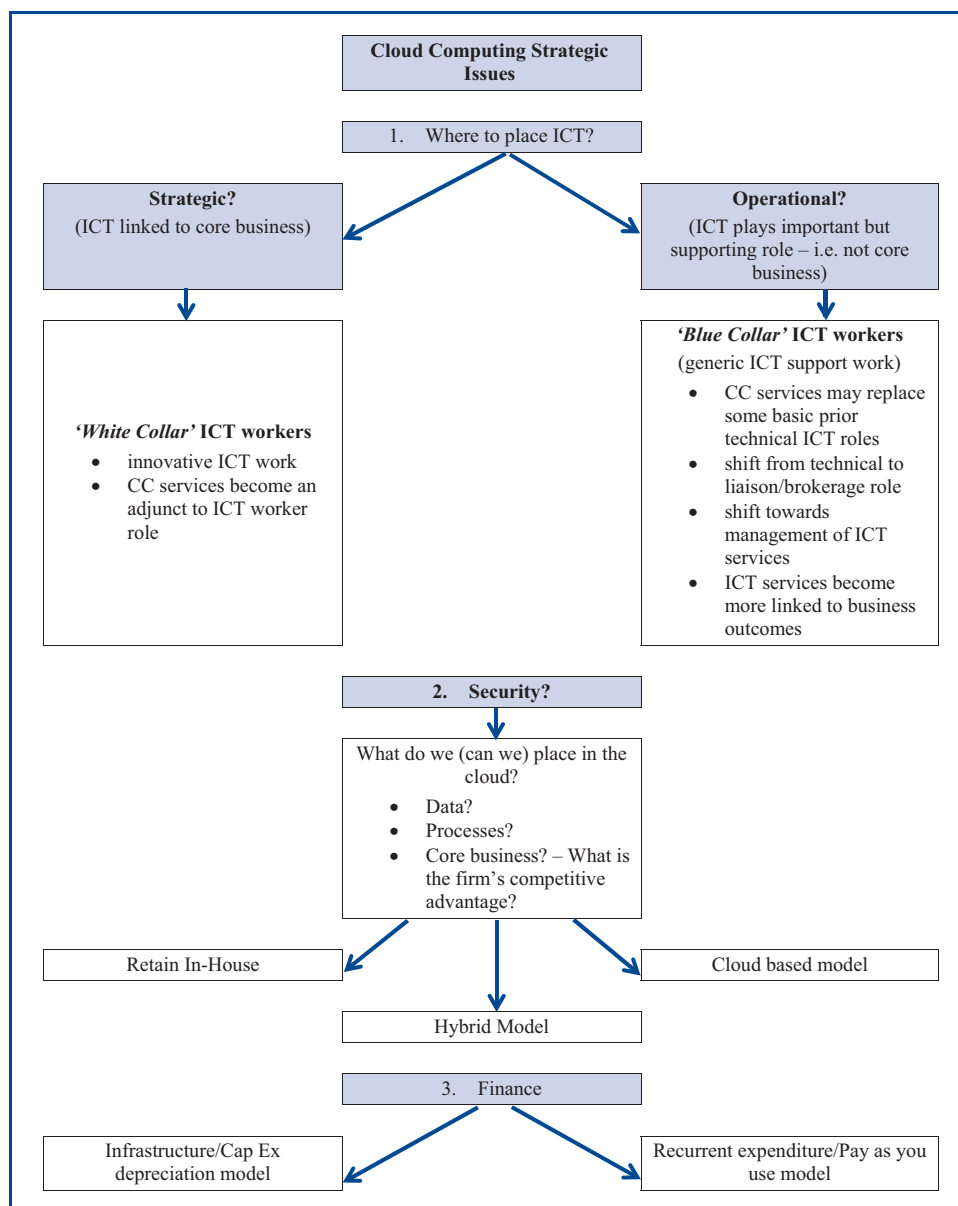 Cloud Computing Strategic
Issues
1. Where to place ICT?
Strategic?
(ICT linked to core business)
Operational?
(ICT plays important but
supporting role – i.e. not core
business)
‘White Collar’ ICT workers
• innovative ICT work
• CC services become an
adjunct to ICT worker
role
‘Blue Collar’ ICT workers
(generic ICT support work)
• CC services may replace
some basic prior
technical ICT roles
• shift from technical to
liaison/brokerage role
• shift towards
management of ICT
services
• ICT services become
more linked to business
outcomes
2. Security?
What do we (can we) place in the
cloud?
• Data?
• Processes?
• Core business? – What is
the firm’s competitive
advantage?
Retain In-House
Cloud based model
Hybrid Model
3. Finance
Infrastructure/Cap Ex
depreciation model
Recurrent expenditure/Pay as you
use model